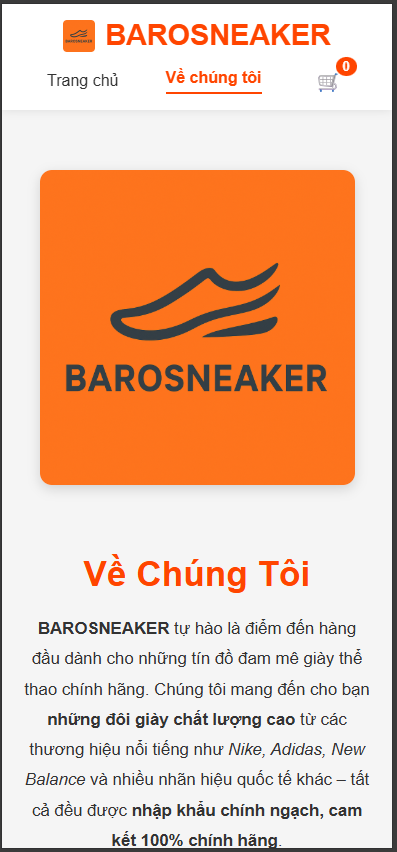 BAROSNEAKER
Trang chủ
Về chúng tôi
0
BAROSNEAKER
Về Chúng Tôi
BAROSNEAKER tự hào là điểm đến hàng
đầu dành cho những tín đồ đam mê giày thể
thao chính hãng. Chúng tôi mang đến cho bạn
những đôi giày chất lượng cao từ các
thương hiệu nổi tiếng như Nike, Adidas, New
Balance và nhiều nhãn hiệu quốc tế khác – tất
cả đều được nhập khẩu chính ngạch, cam
kết 100% chính hãng.